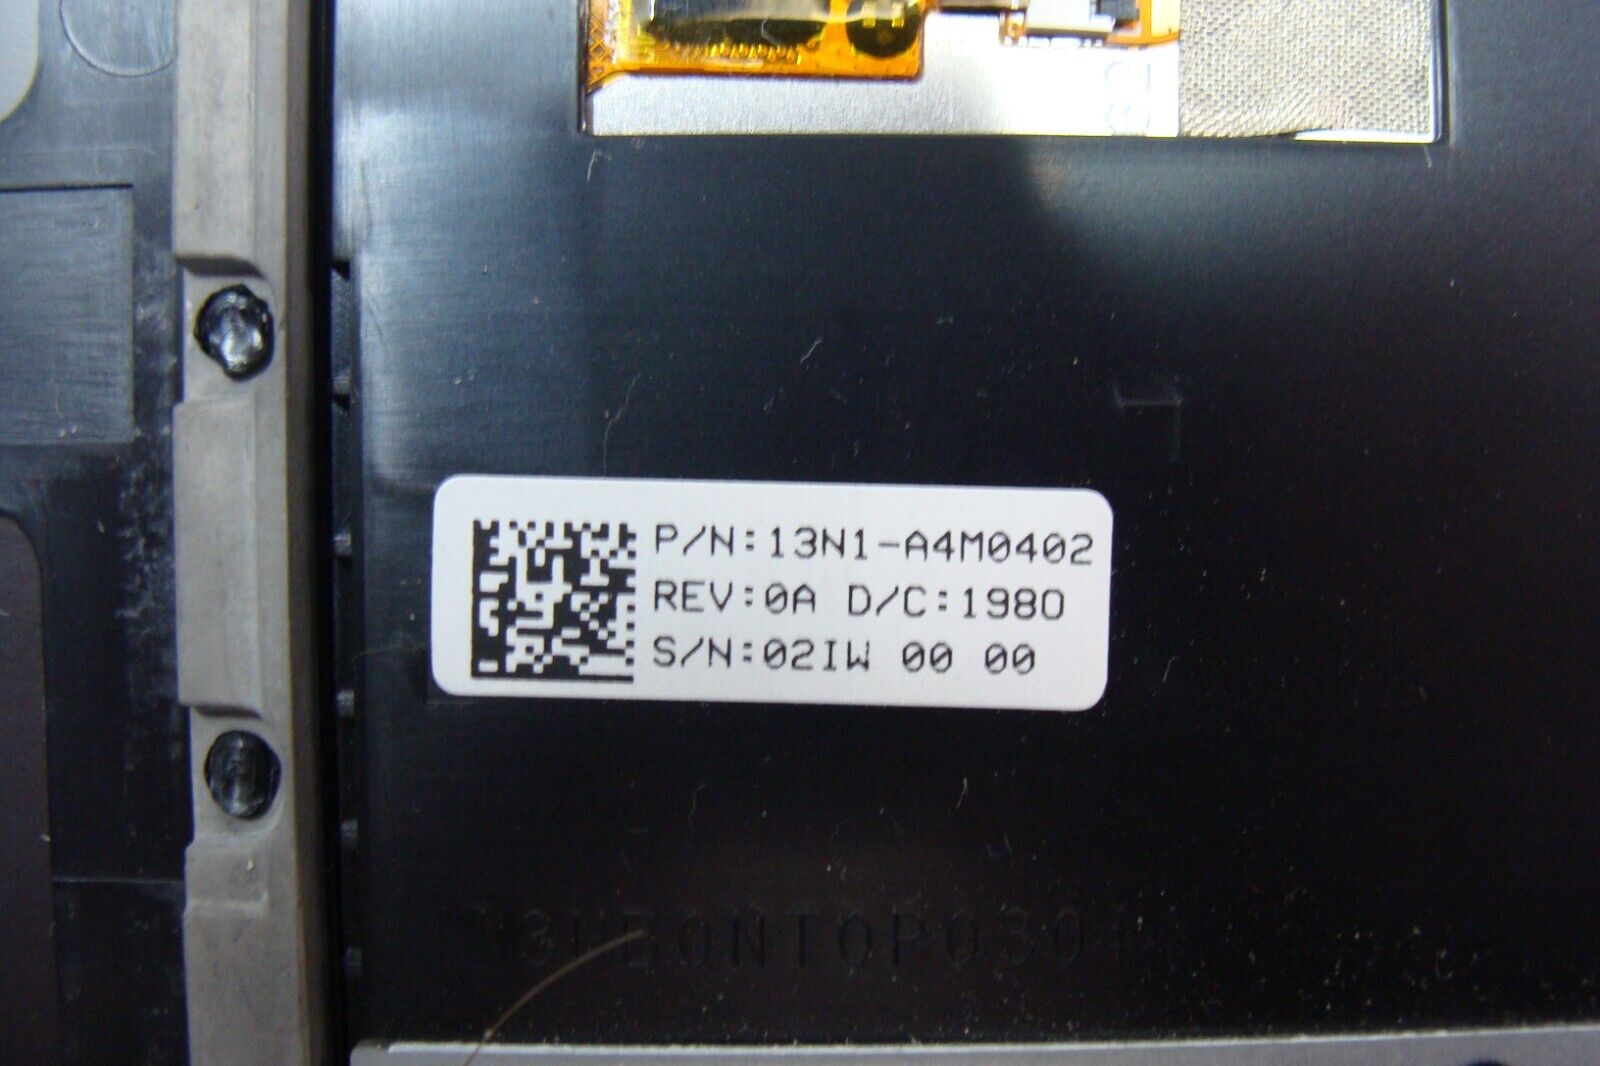 P/N:13N1-A4M0402
REV:0A D/C:1980
S/N:02IW 00 00